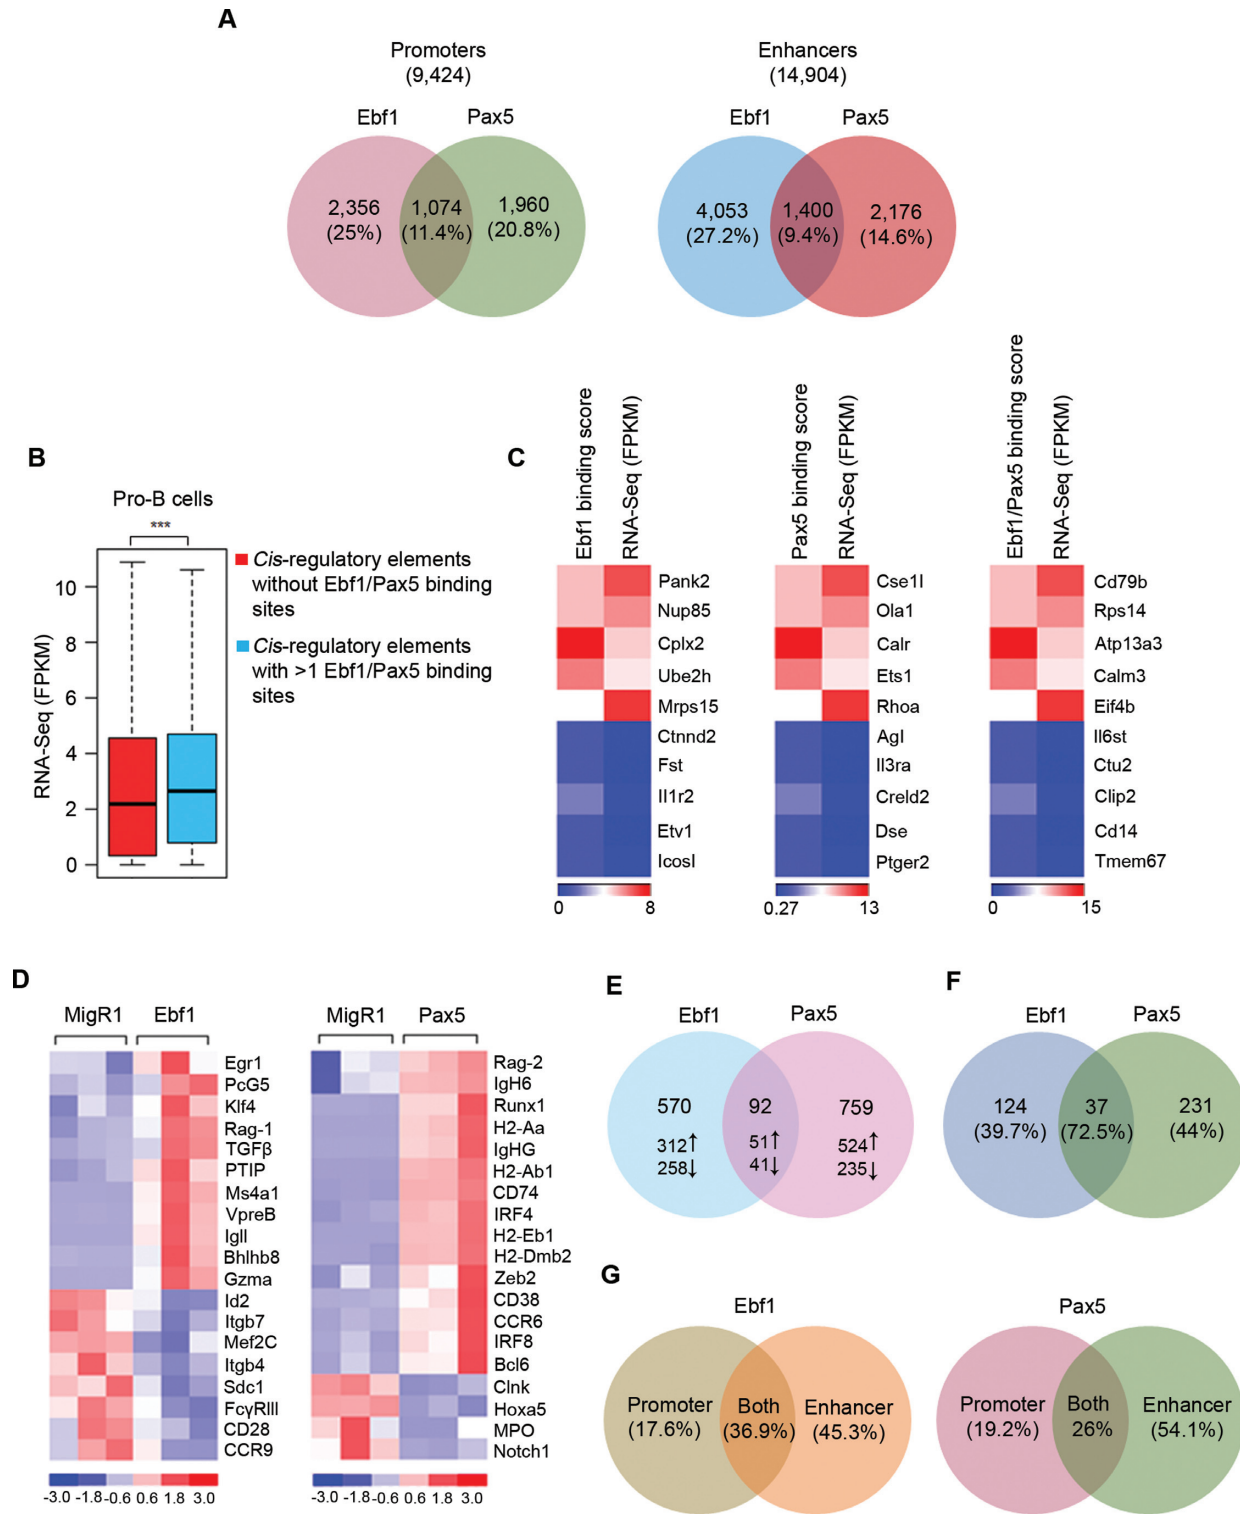 A
Promoters
(9,424)
Ebf1
Pax5
2,356
(25%)
1,074
(11.4%)
1,960
(20.8%)
Enhancers
(14,904)
Ebf1
Pax5
4,053
(27.2%)
1,400
(9.4%)
2,176
(14.6%)
B
Pro-B cells
***
RNA-Seq (FPKM)
10
8
6
4
2
0
Cis-regulatory elements
without Ebf1/Pax5 binding
sites
Cis-regulatory elements
with >1 Ebf1/Pax5 binding
sites
C
Ebf1 binding score
RNA-Seq (FPKM)
Pank2
Nup85
Cplx2
Ube2h
Mrps15
Ctnnd2
Fst
Il1r2
Etv1
Icosl
0
8
Pax5 binding score
RNA-Seq (FPKM)
Cse1l
Ola1
Calr
Ets1
Rhoa
Agl
Il3ra
Creld2
Dse
Ptger2
0.27
13
Ebf1/Pax5 binding score
RNA-Seq (FPKM)
Cd79b
Rps14
Atp13a3
Calm3
Eif4b
Il6st
Ctu2
Clip2
Cd14
Tmem67
0
15
D
MigR1
Ebf1
Egr1
PcG5
Klf4
Rag-1
TGFβ
PTIP
Ms4a1
VpreB
Igll
Bhlhb8
Gzma
Id2
Itgb7
Mef2C
Itgb4
Sdc1
FcγRIII
CD28
CCR9
-3.0 -1.8 -0.6 0.6 1.8 3.0
MigR1
Pax5
Rag-2
IgH6
Runx1
H2-Aa
IgHG
H2-Ab1
CD74
IRF4
H2-Eb1
H2-Dmb2
Zeb2
CD38
CCR6
IRF8
Bcl6
Clnk
Hoxa5
MPO
Notch1
-3.0 -1.8 -0.6 0.6 1.8 3.0
E
Ebf1
Pax5
570
312↑
258↓
92
51↑
41↓
759
524↑
235↓
F
Ebf1
Pax5
124
(39.7%)
37
(72.5%)
231
(44%)
G
Ebf1
Promoter
(17.6%)
Both
(36.9%)
Enhancer
(45.3%)
Pax5
Promoter
(19.2%)
Both
26%
Enhancer
(54.1%)